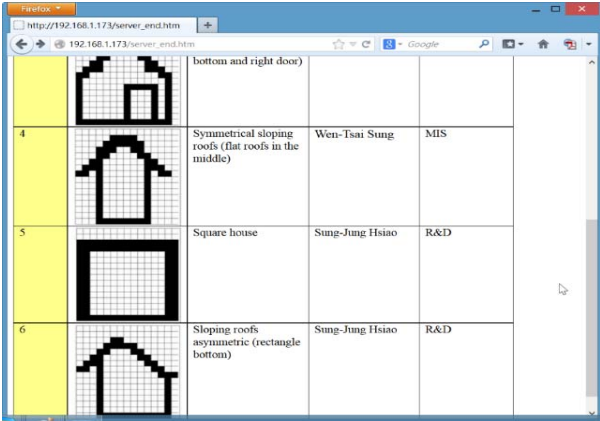 Firefox
http://192.168.1.173/server_end.htm
192.168.1.173/server_end.htm
Google
bottom and right door)
4
Symmetrical sloping
roofs (flat roofs in the
middle)
Wen-Tsai Sung
MIS
5
Square house
Sung-Jung Hsiao
R&D
6
Sloping roofs
asymmetric (rectangle
bottom)
Sung-Jung Hsiao
R&D